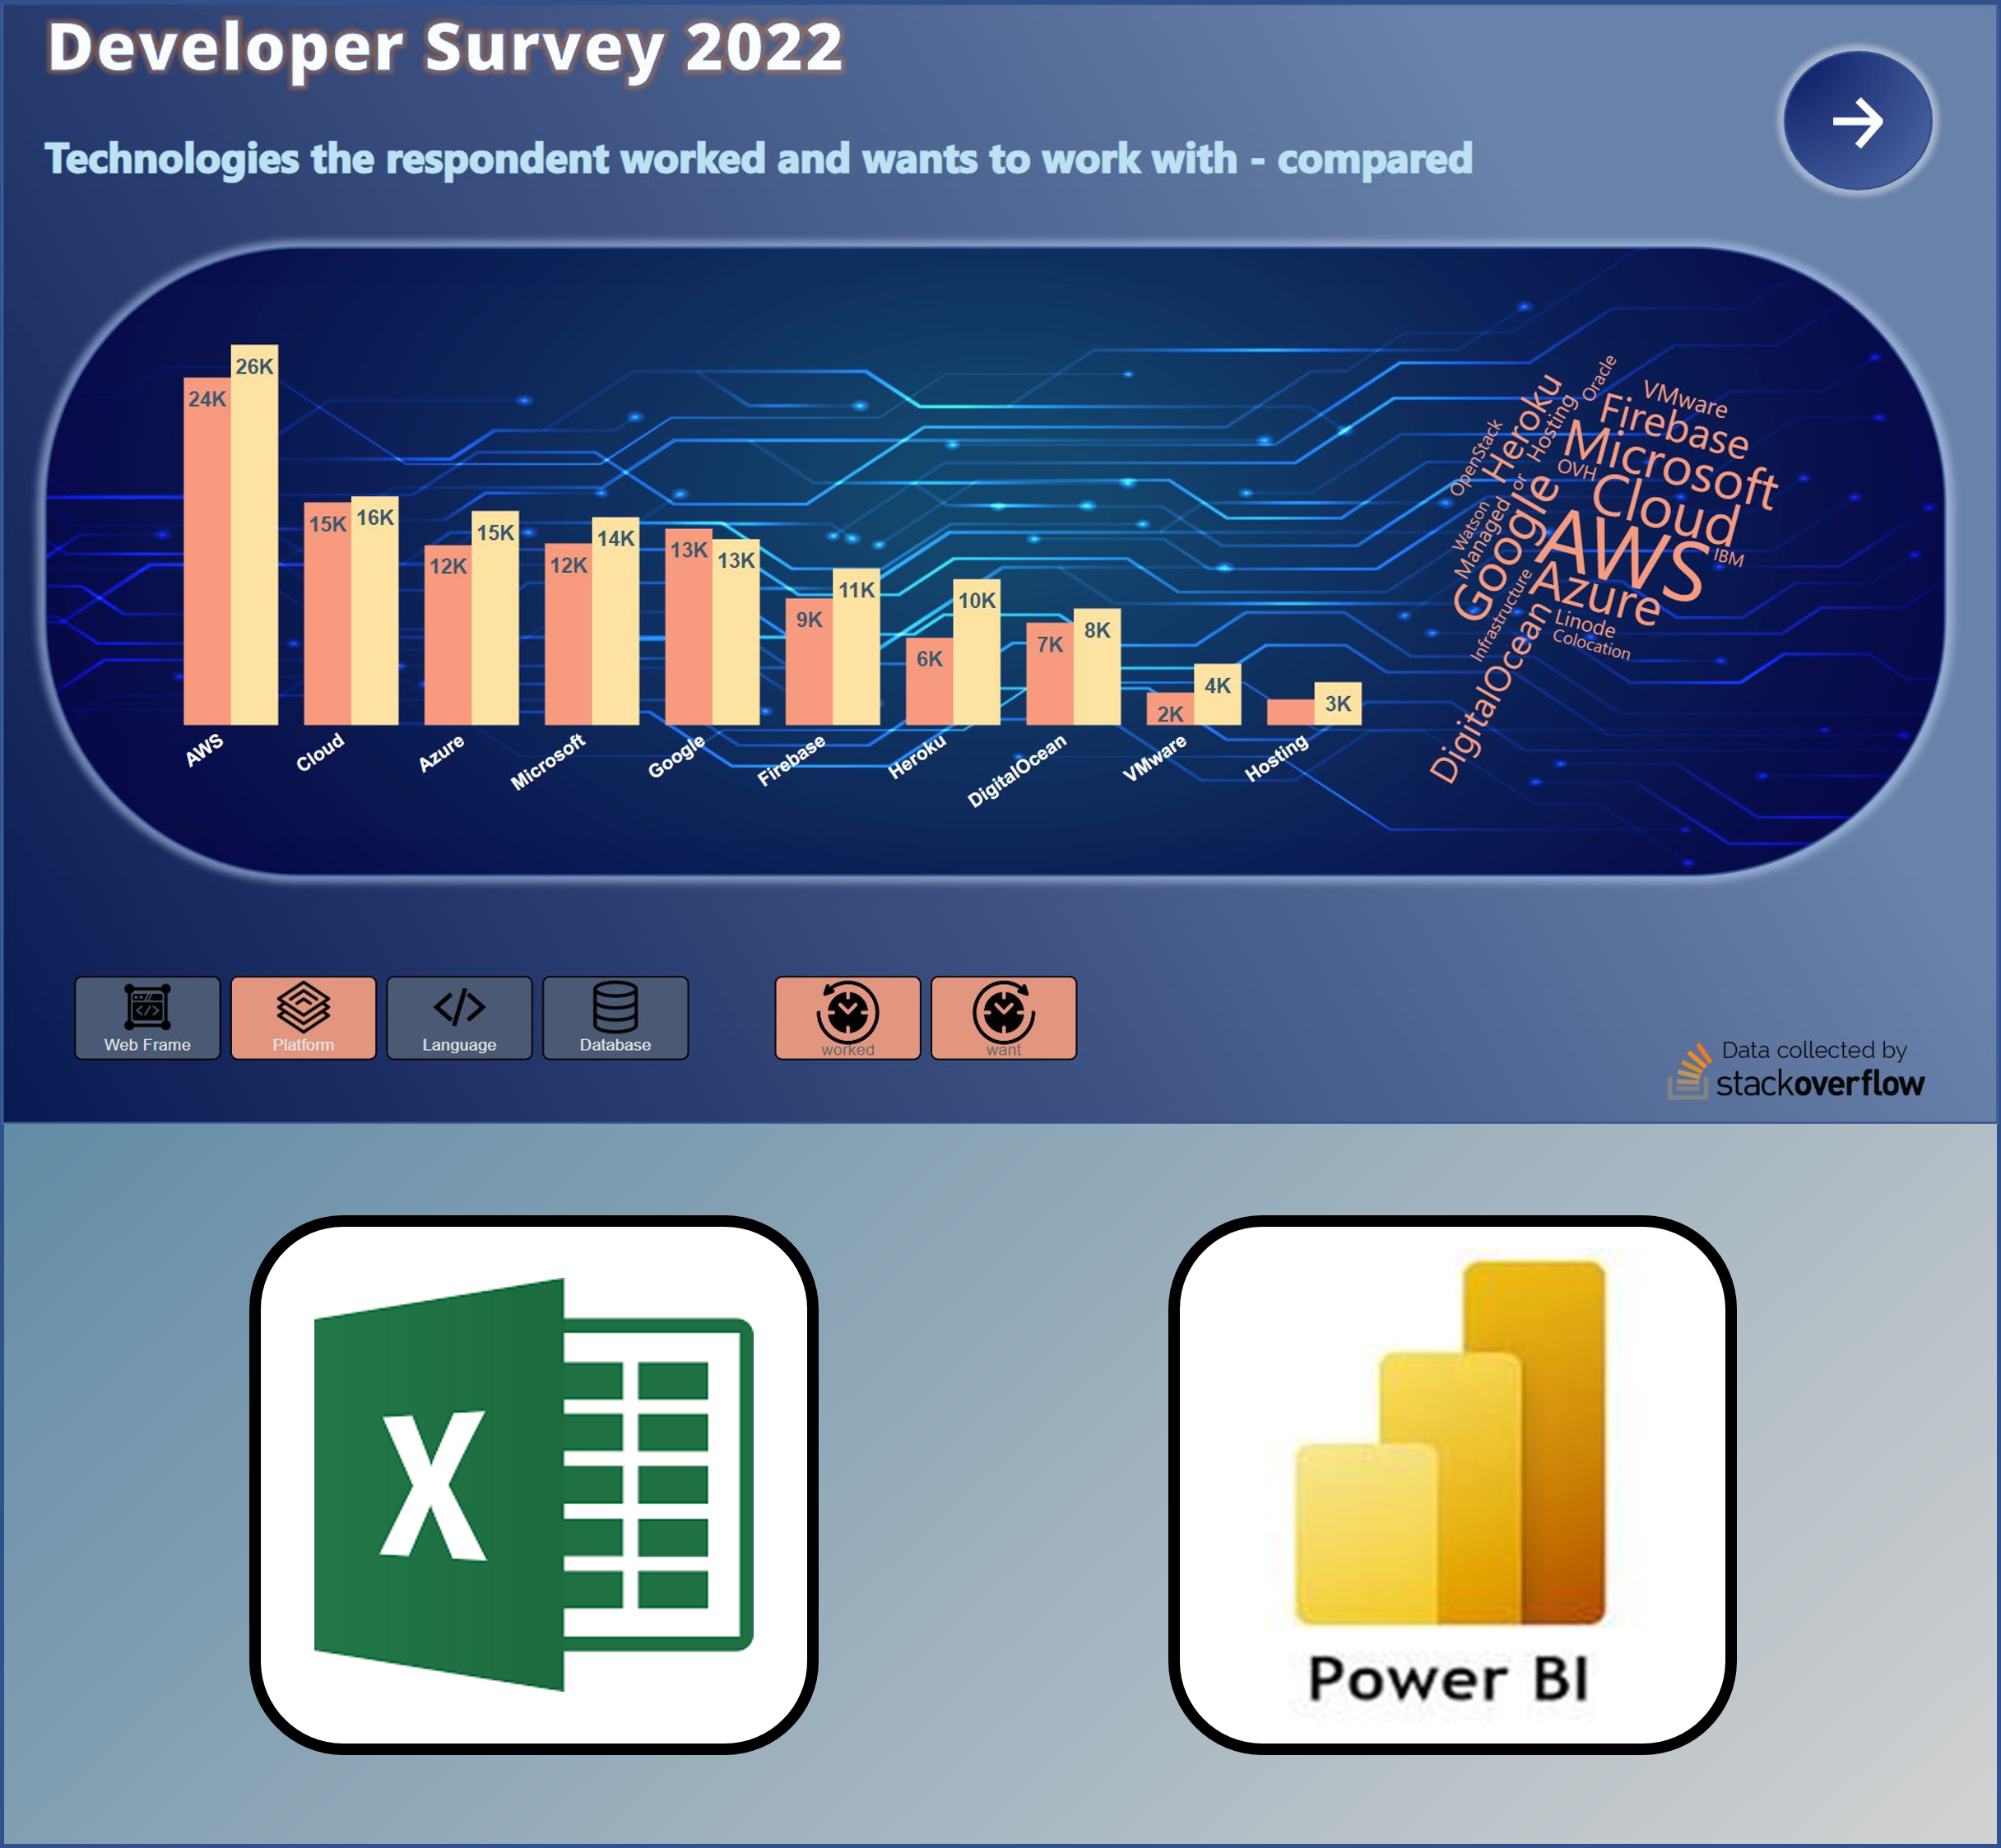 Developer Survey 2022
Technologies the respondent worked and wants to work with - compared
24K 26K
15K 16K
12K 15K
12K 14K
13K 13K
9K 11K
6K 10K
7K 8K
2K 4K
3K
AWS Cloud Azure Microsoft Google Firebase Heroku DigitalOcean VMware Hosting
Oracle
VMware
Heroku
Hosting
Firebase
OpenStack
Microsoft
OVH
or
Cloud
Google
Watson
Managed
AWS
IBM
Azure
Infrastructure
Linode
Colocation
DigitalOcean
Web Frame Platform Language Database worked want
Data collected by
stackoverflow
X
Power BI